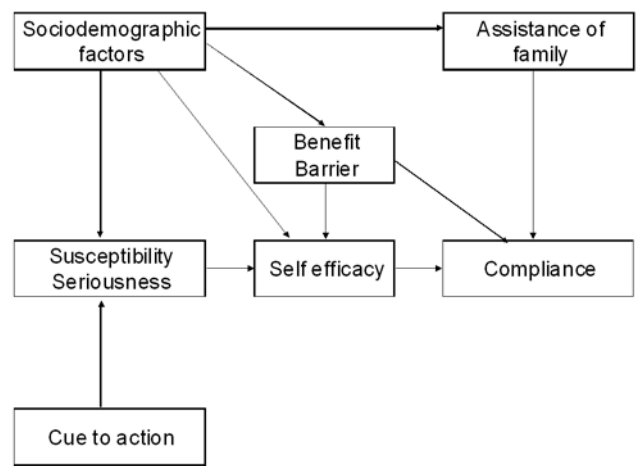 Sociodemographic
factors
Assistance of
family
Benefit
Barrier
Susceptibility
Seriousness
Self efficacy
Compliance
Cue to action